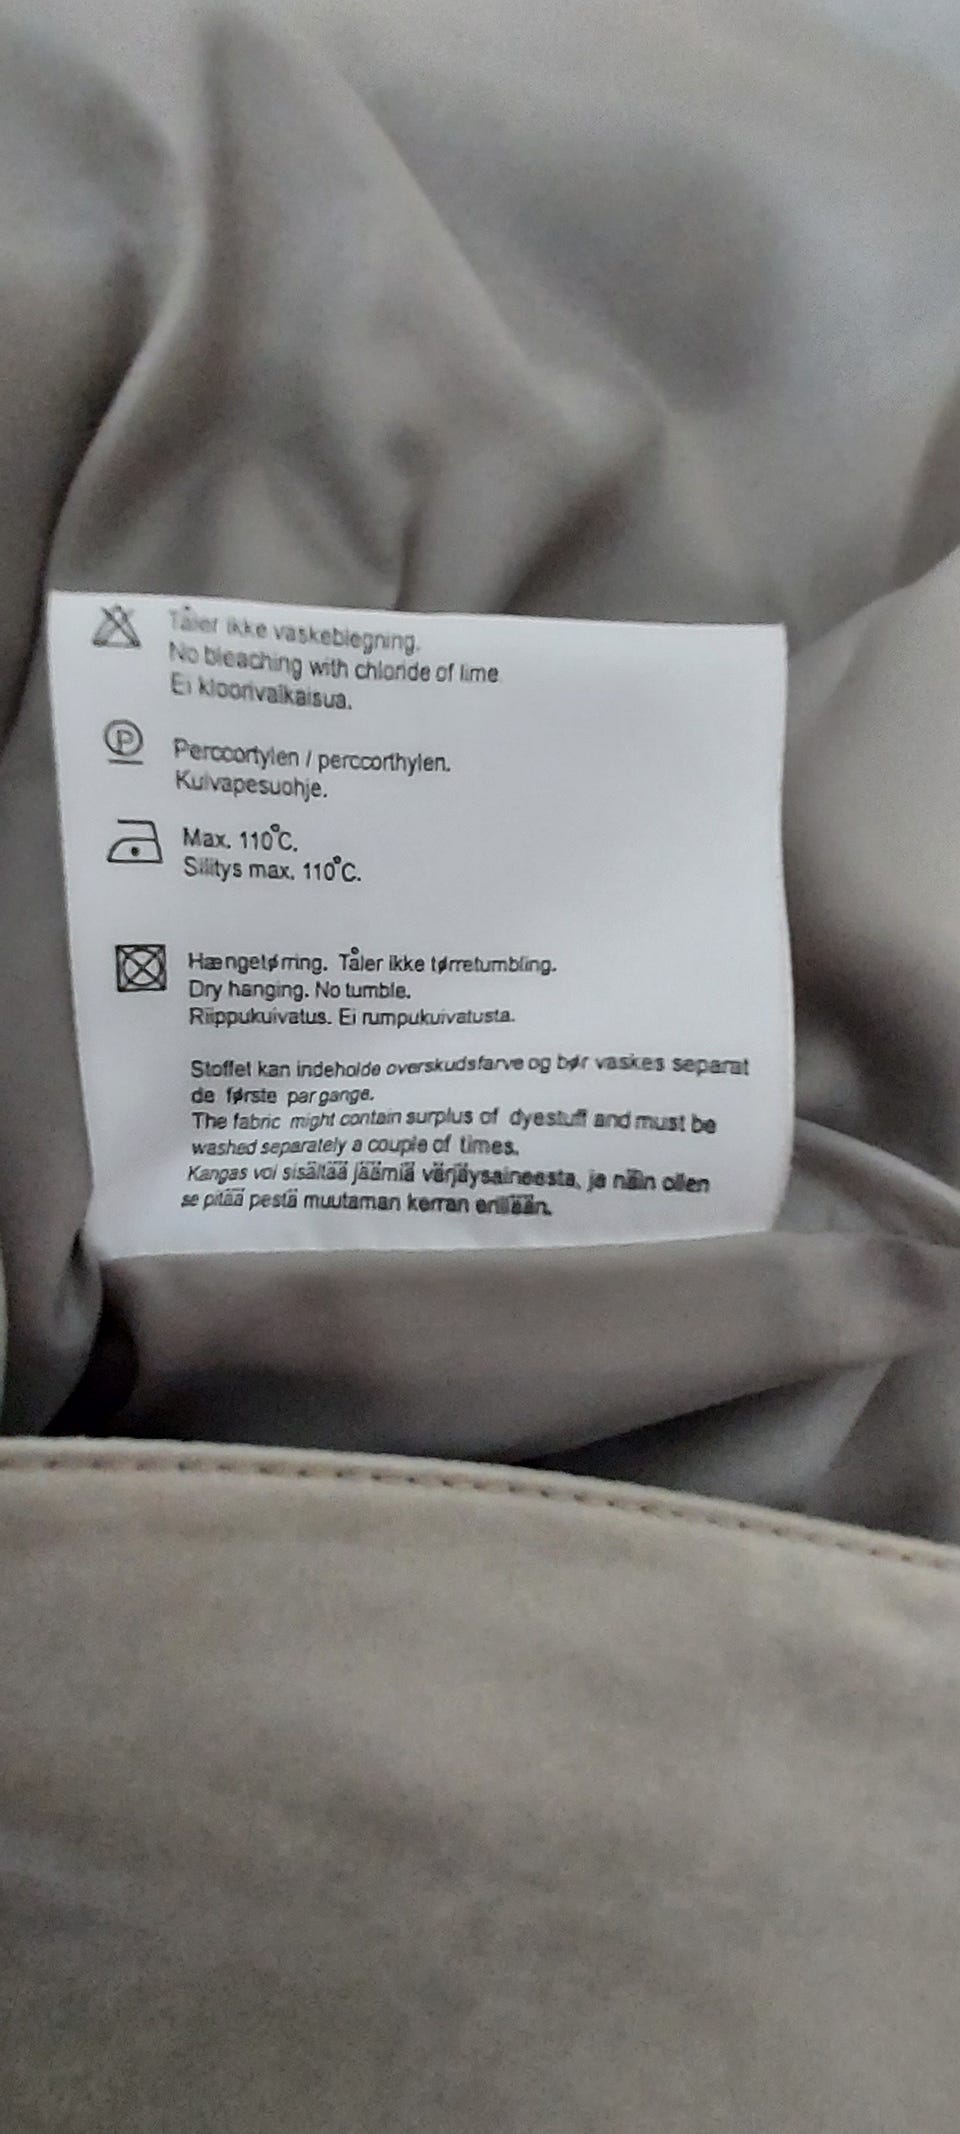 Tåler ikke vaskeblegning.
No bleaching with chloride of lime
Ei kloorivalkaisua.
P
Perccortylen / perccorthylen.
Kuivapesuohje.
Max. 110°C.
Silitys max. 110°C.
Hængetørring. Tåler ikke tørretumbling.
Dry hanging. No tumble.
Riippukuivatus. Ei rumpukuivatusta.
Stoffet kan indeholde overskudsfarve og bør vaskes separat
de første par gange.
The fabric might contain surplus of dyestuff and must be
washed separately a couple of times.
Kangas voi sisältää jäämiä värjäysaineesta, ja näin ollen
se pitää pestä muutaman kerran erillään.